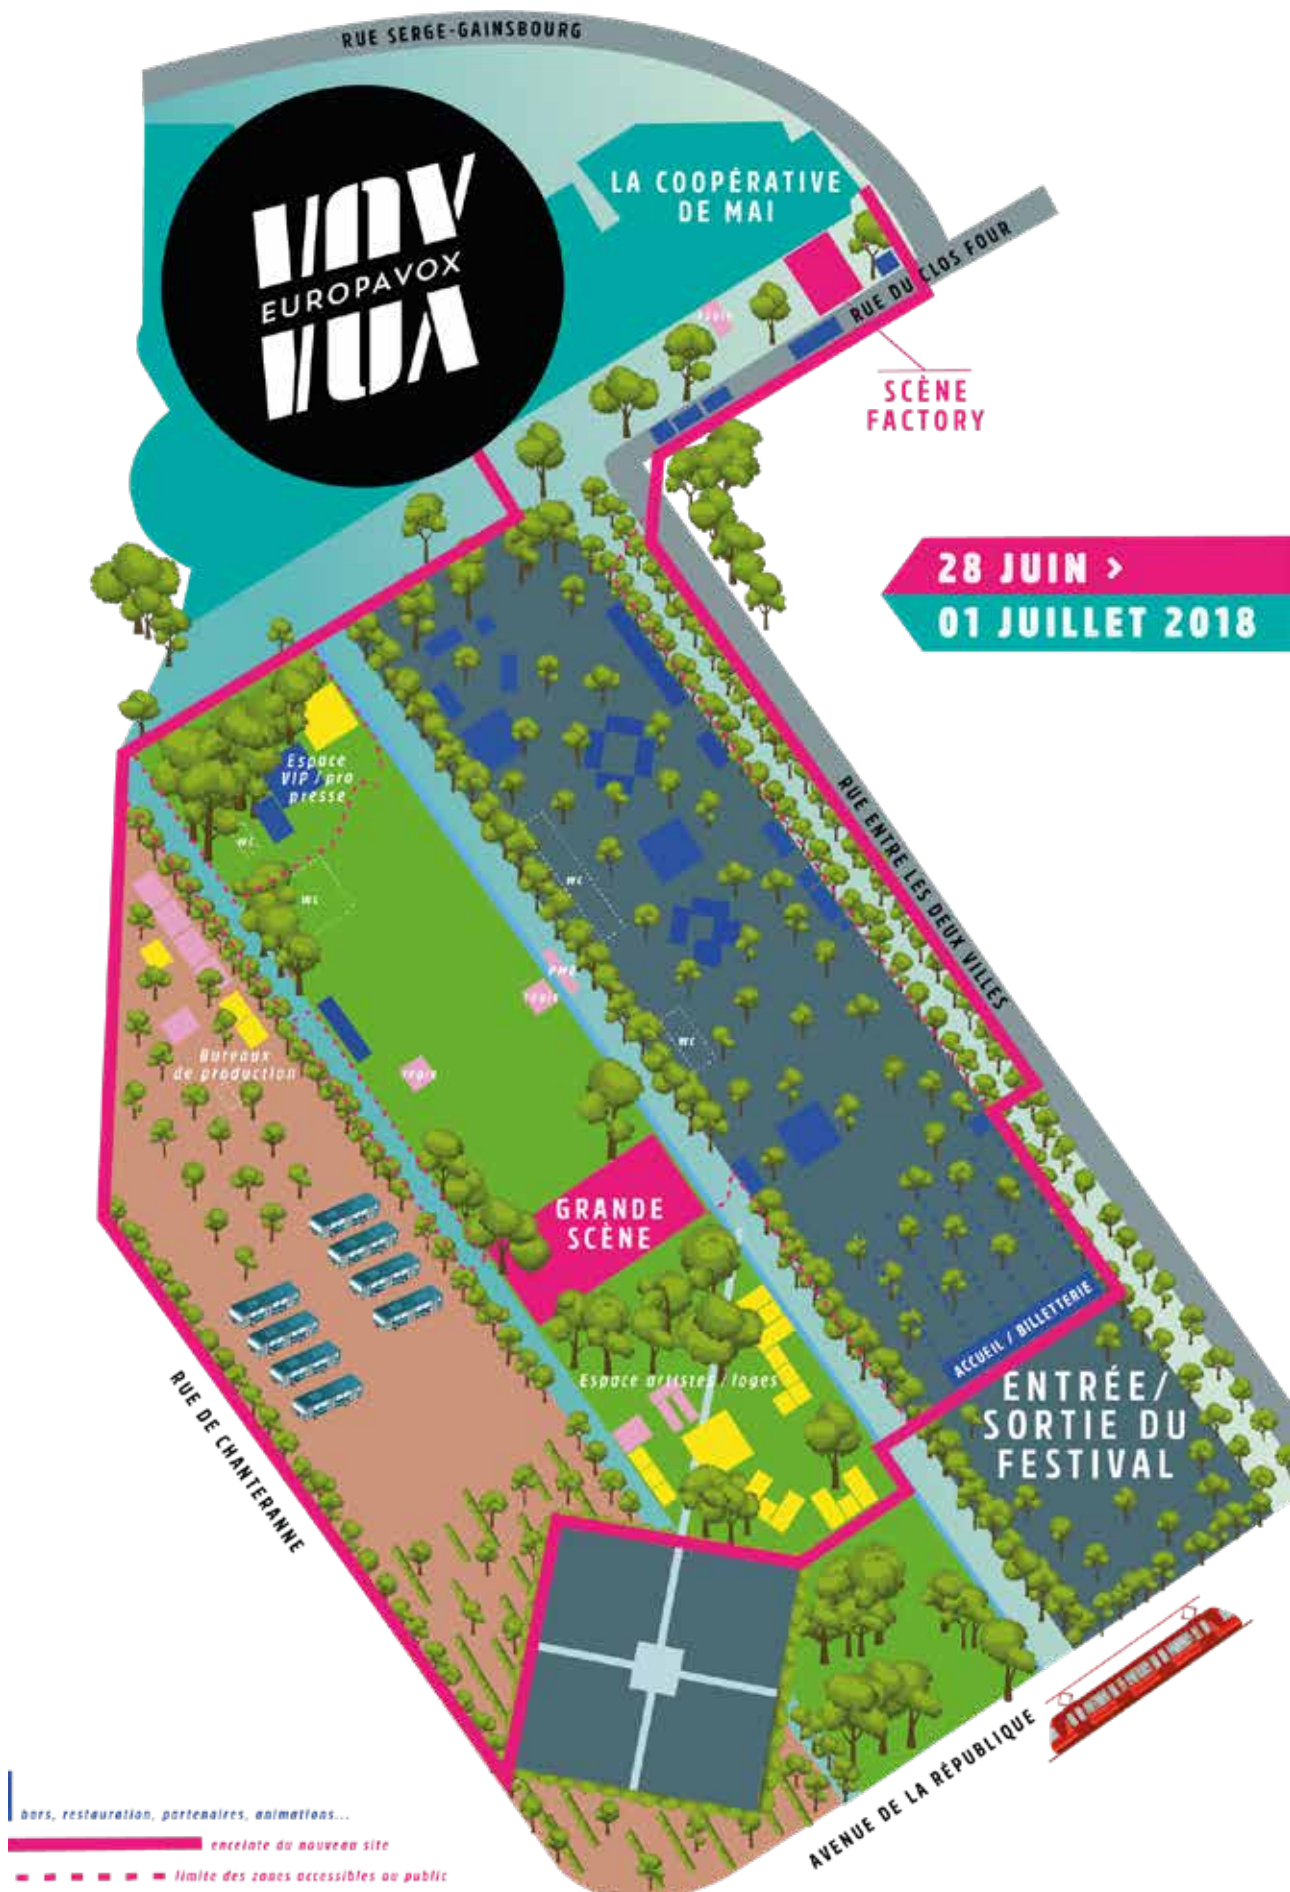 RUE SERGE-GAINSBOURG
LA COOPÉRATIVE
DE MAI
VOX
EUROPAVOX
VOX
RUE DU CLOS FOUR
SCÈNE
FACTORY
28 JUIN >
01 JUILLET 2018
Espace
VIP / pro
presse
WC
WC
WC
RUE ENTRE LES DEUX VILLES
PMR
régie
WC
régie
Bureaux
de production
GRANDE
SCÈNE
ACCUEIL / BILLETTERIE
Espace artistes / loges
ENTRÉE/
SORTIE DU
FESTIVAL
RUE DE CHANTERANNE
AVENUE DE LA RÉPUBLIQUE
bars, restauration, partenaires, animations...
enceinte du nouveau site
limite des zones accessibles au public